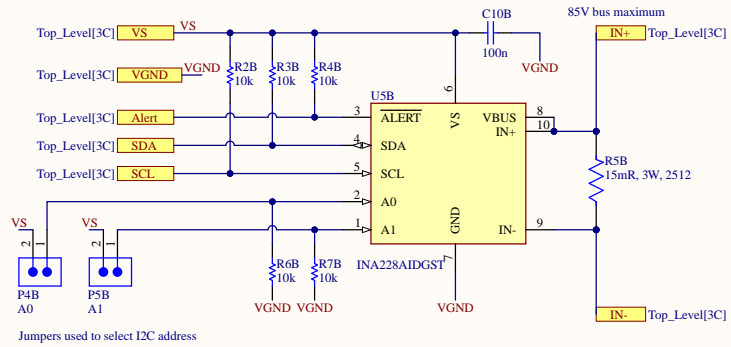 85V bus maximum
C10B
100n
VGND
Top_Level[3C] VS VS
IN+ Top_Level[3C]
Top_Level[3C] VGND VGND
R2B
10k
R3B
10k
R4B
10k
U5B
Top_Level[3C] Alert
Top_Level[3C] SDA
Top_Level[3C] SCL
3 ALERT
4 SDA
5 SCL
2 A0
1 A1
6
VS
GND
7
VBUS 8
IN+ 10
IN- 9
INA228AIDGST
VGND
R5B
15mR, 3W, 2512
VS
2 1
P4B
A0
VS
2 1
P5B
A1
R6B
10k
R7B
10k
VGND
VGND
IN- Top_Level[3C]
Jumpers used to select I2C address